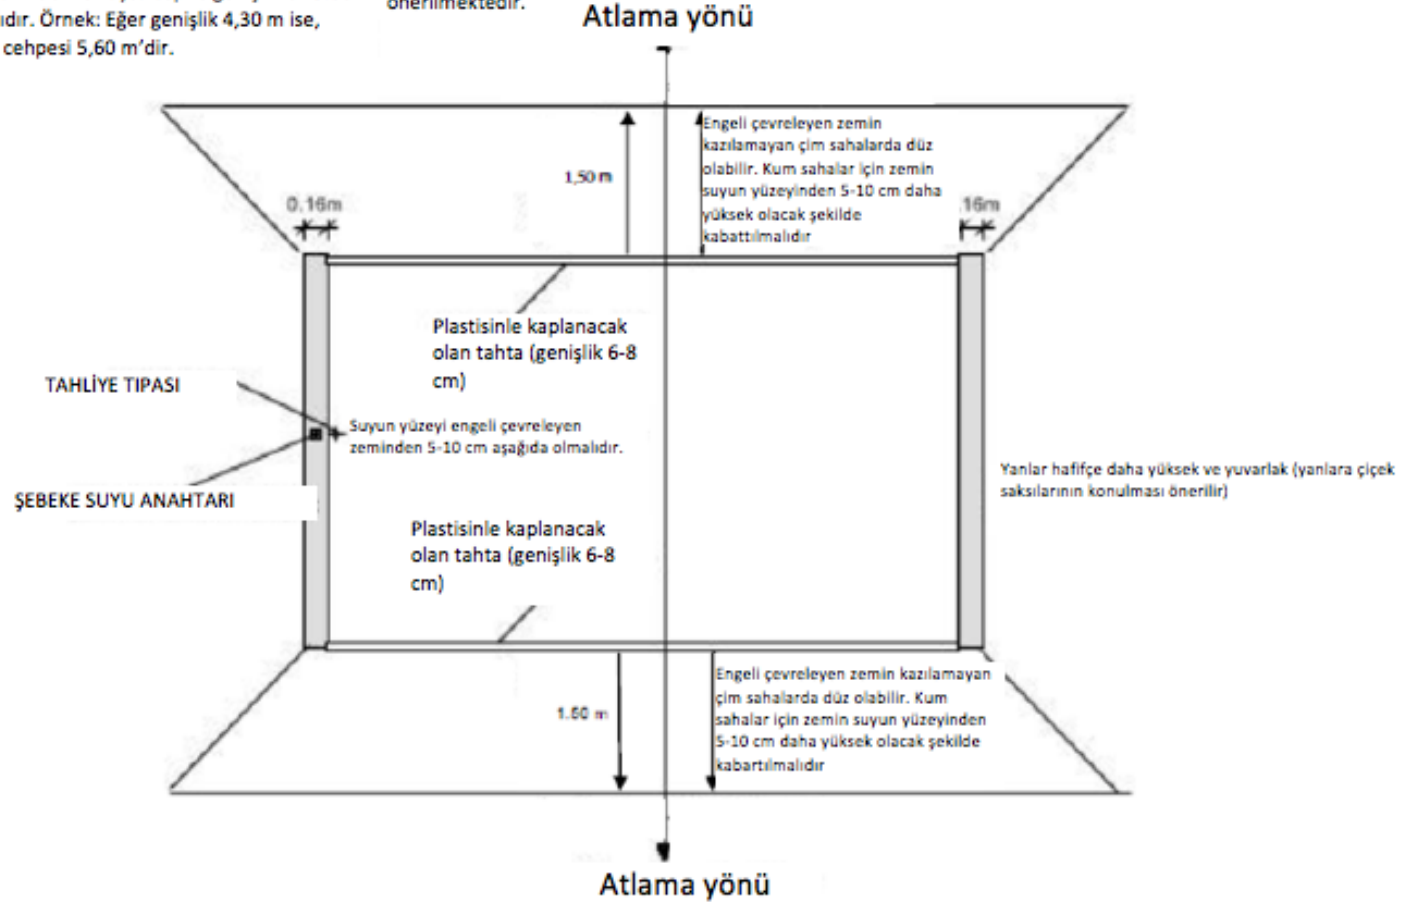 ıdır. Örnek: Eğer genişlik 4,30 m ise,
cehpesi 5,60 m'dir.
önerilmektedir.
Atlama yönü
Engeli çevreleyen zemin
kazılamayan çim sahalarda düz
olabilir. Kum sahalar için zemin
suyun yüzeyinden 5-10 cm daha
yüksek olacak şekilde
kabattılmalıdır
1,50 m
0.16m
16m
Plastisinle kaplanacak
olan tahta (genişlik 6-8
cm)
TAHLİYE TIPASI
Suyun yüzeyi engeli çevreleyen
zeminden 5-10 cm aşağıda olmalıdır.
Yanlar hafifçe daha yüksek ve yuvarlak (yanlara çiçek
saksılarının konulması önerilir)
ŞEBEKE SUYU ANAHTARI
Plastisinle kaplanacak
olan tahta (genişlik 6-8
cm)
Engeli çevreleyen zemin kazılamayan
çim sahalarda düz olabilir. Kum
sahalar için zemin suyun yüzeyinden
5-10 cm daha yüksek olacak şekilde
kabartılmalıdır
1.50 m
Atlama yönü